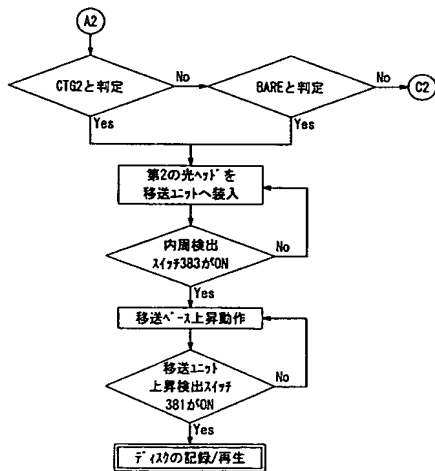 A2
CTG2と判定
No
BAREと判定
No
C2
Yes
Yes
第2の光ヘッドを
移送ユニットへ装入
内周検出
スイッチ383がON
No
Yes
移送ベース上昇動作
移送ユニット
上昇検出スイッチ
381がON
No
Yes
ディスクの記録/再生